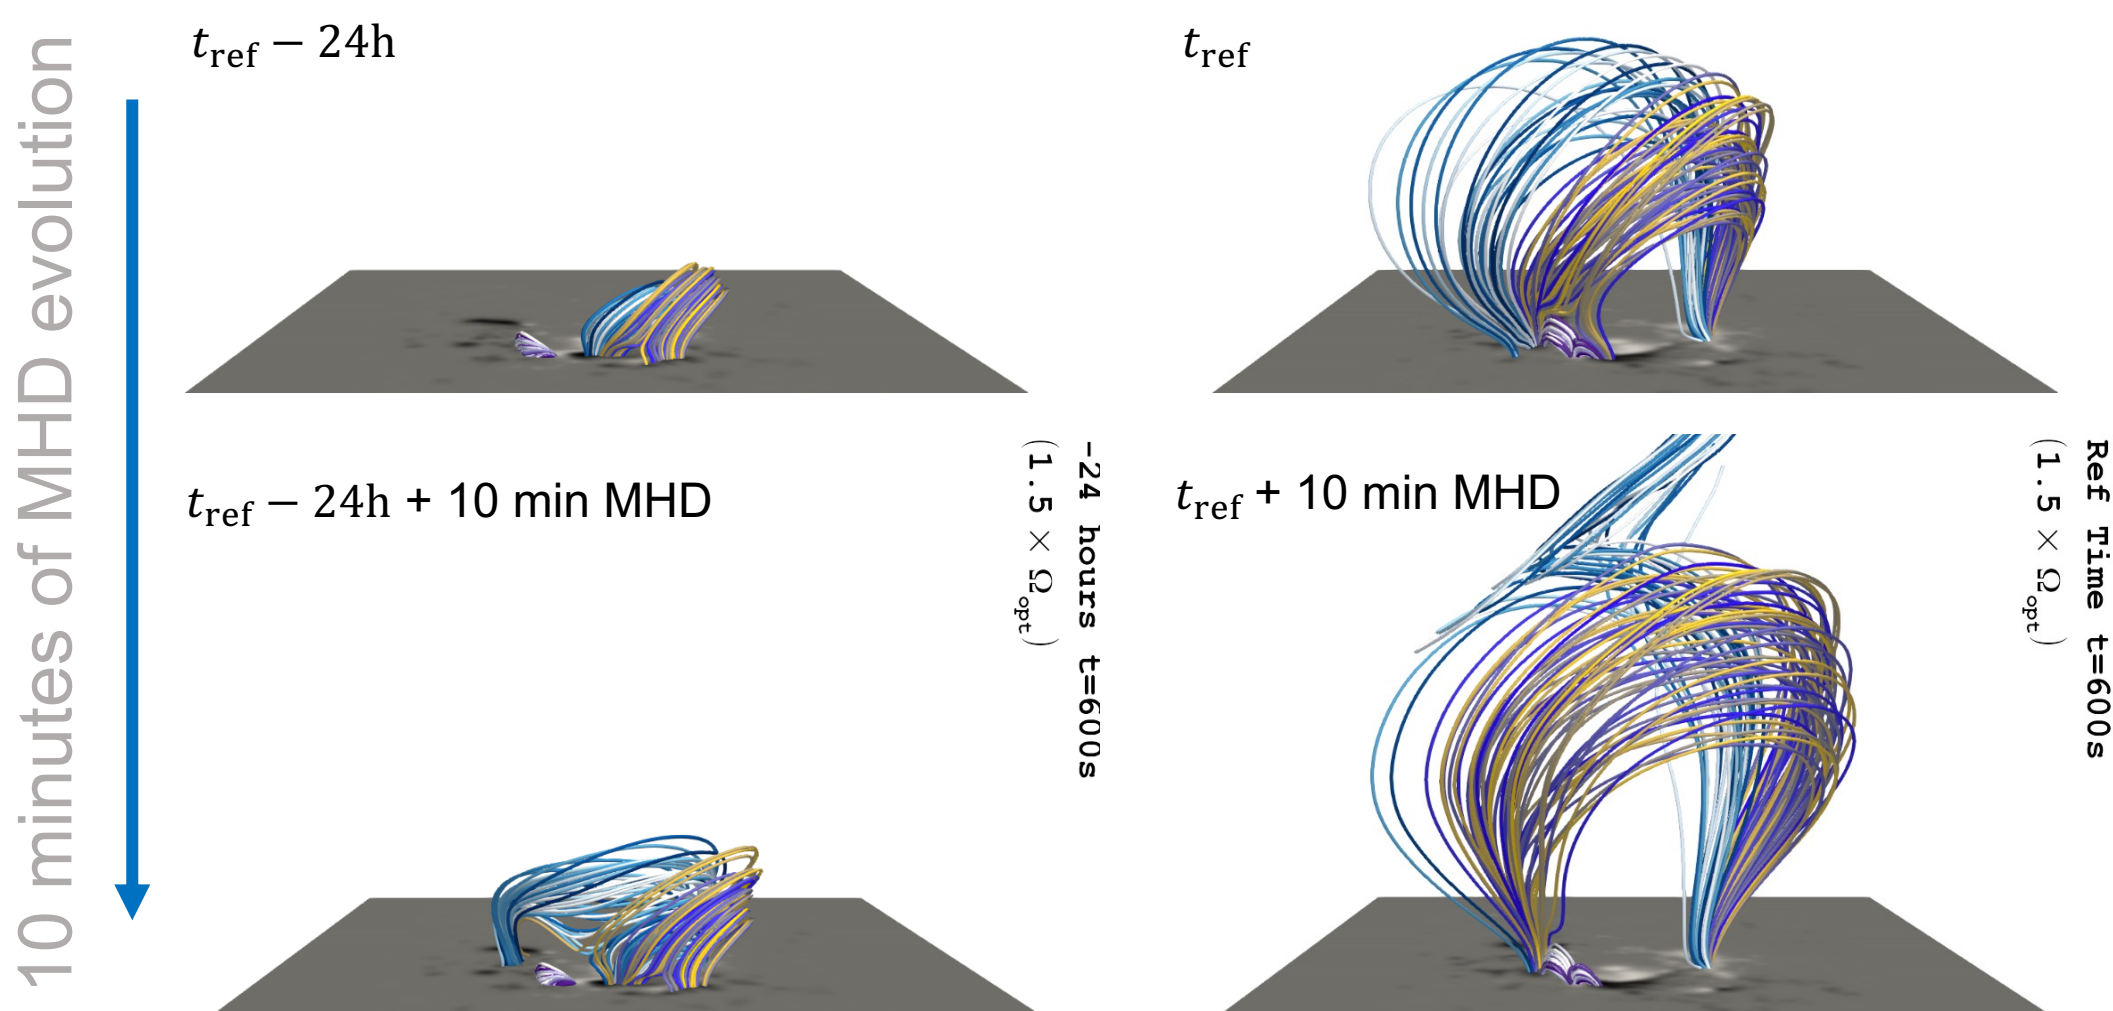 10 minutes of MHD evolution
t_ref − 24h
t_ref
t_ref − 24h + 10 min MHD
-24 hours t=600s
(1.5 × Ω_opt)
t_ref + 10 min MHD
Ref Time t=600s
(1.5 × Ω_opt)